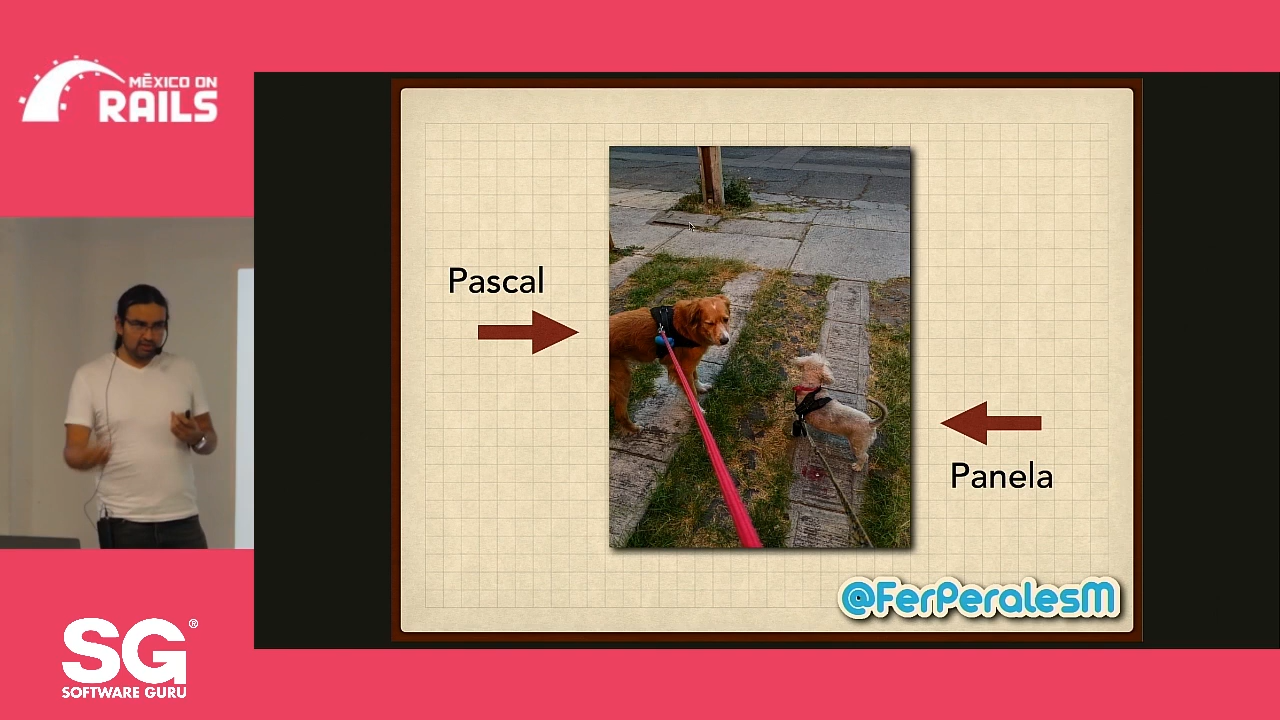 MÉXICO ON
RAILS
Pascal
Panela
@FerPeralesM
SG®
SOFTWARE GURU